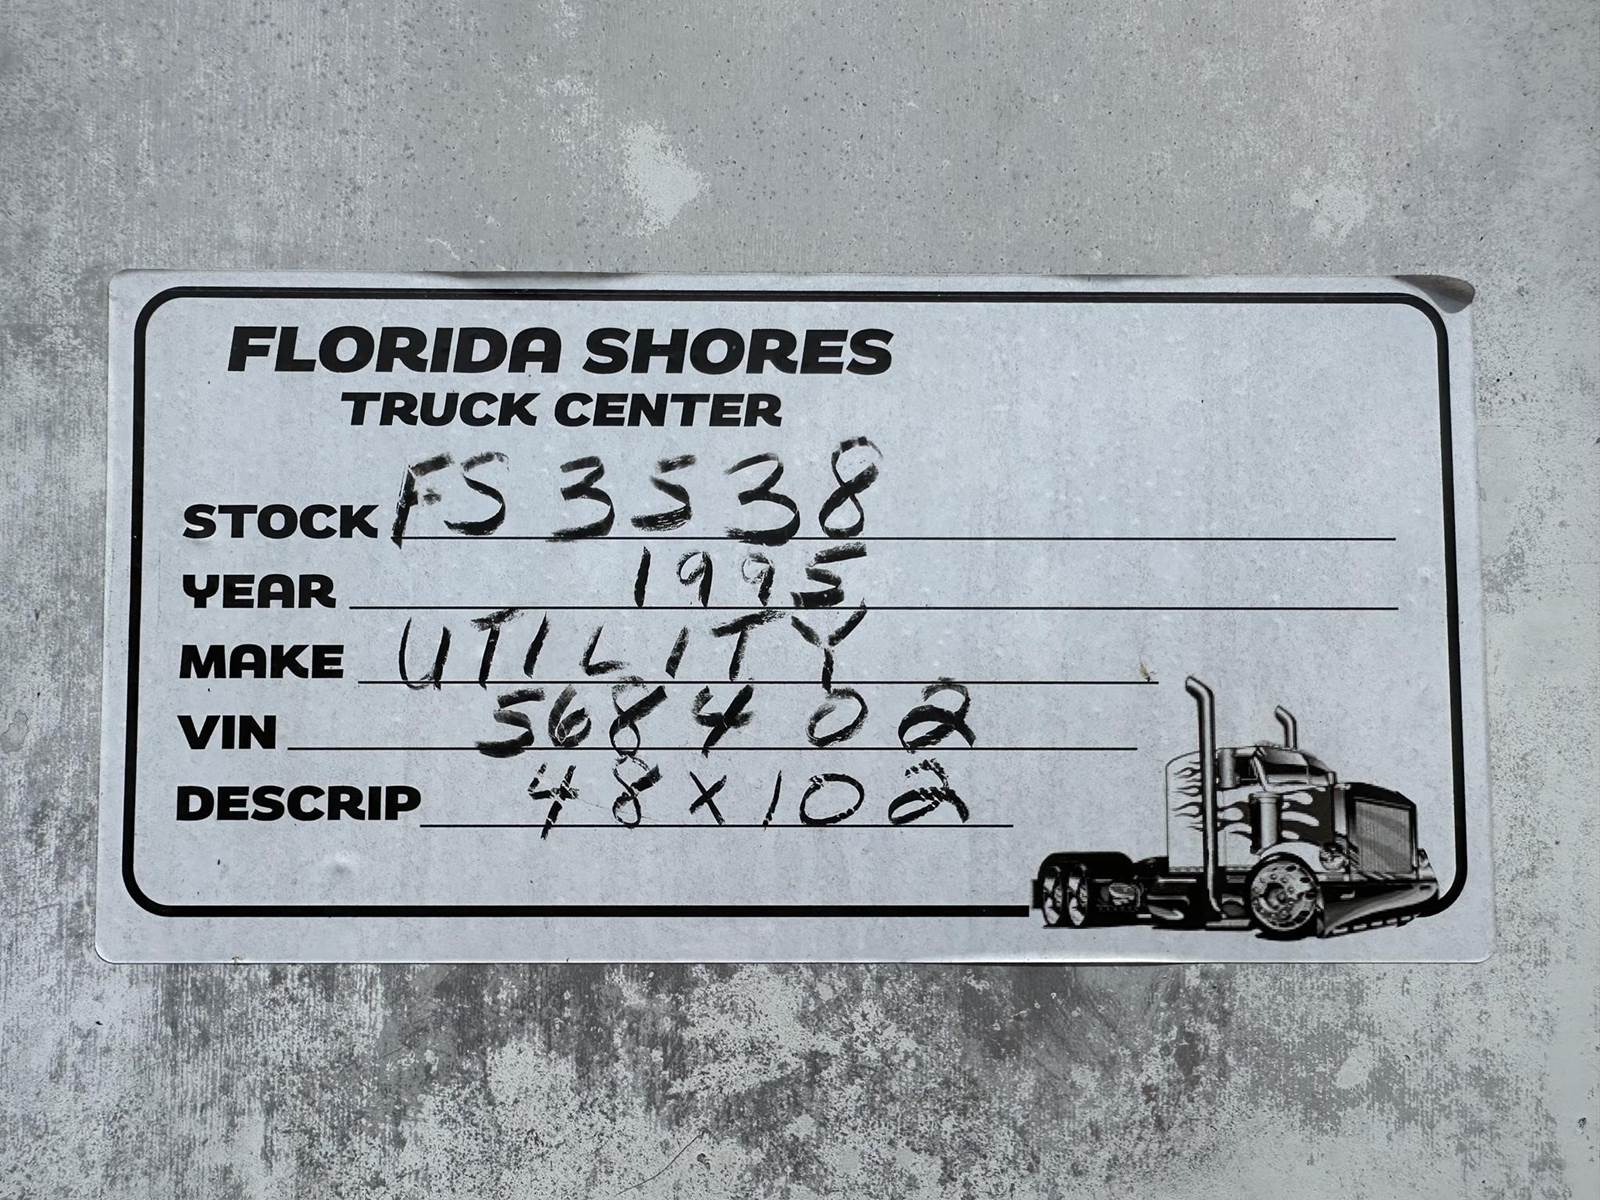 FLORIDA SHORES
TRUCK CENTER
STOCK FS 3538
YEAR 1995
MAKE UTILITY
VIN 568402
DESCRIP 48X102